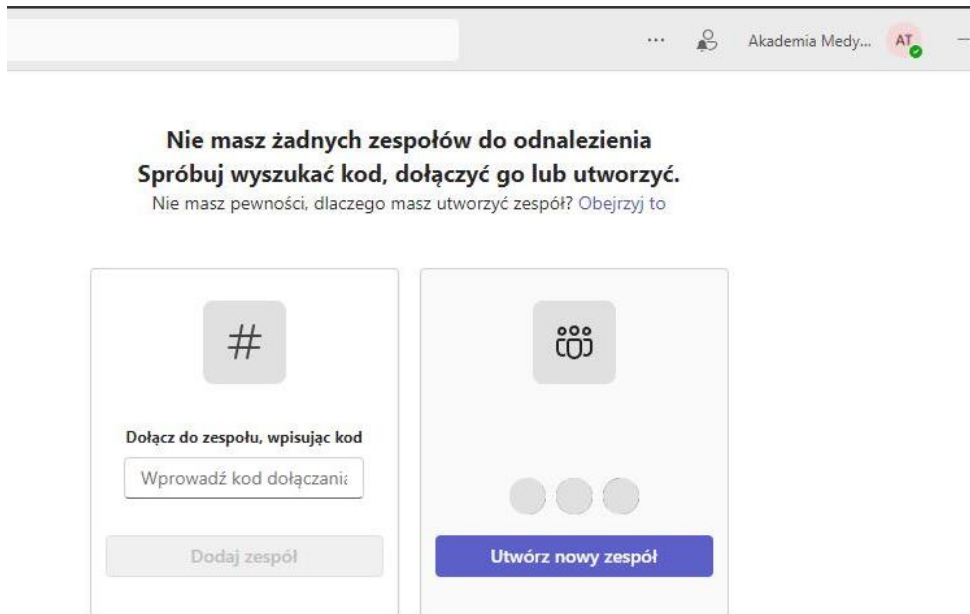 ... Akademia Medy... AT
Nie masz żadnych zespołów do odnalezienia
Spróbuj wyszukać kod, dołączyć go lub utworzyć.
Nie masz pewności, dlaczego masz utworzyć zespół? Obejrzyj to
#
Dołącz do zespołu, wpisując kod
Wprowadź kod dołączani
Dodaj zespół
Utwórz nowy zespół